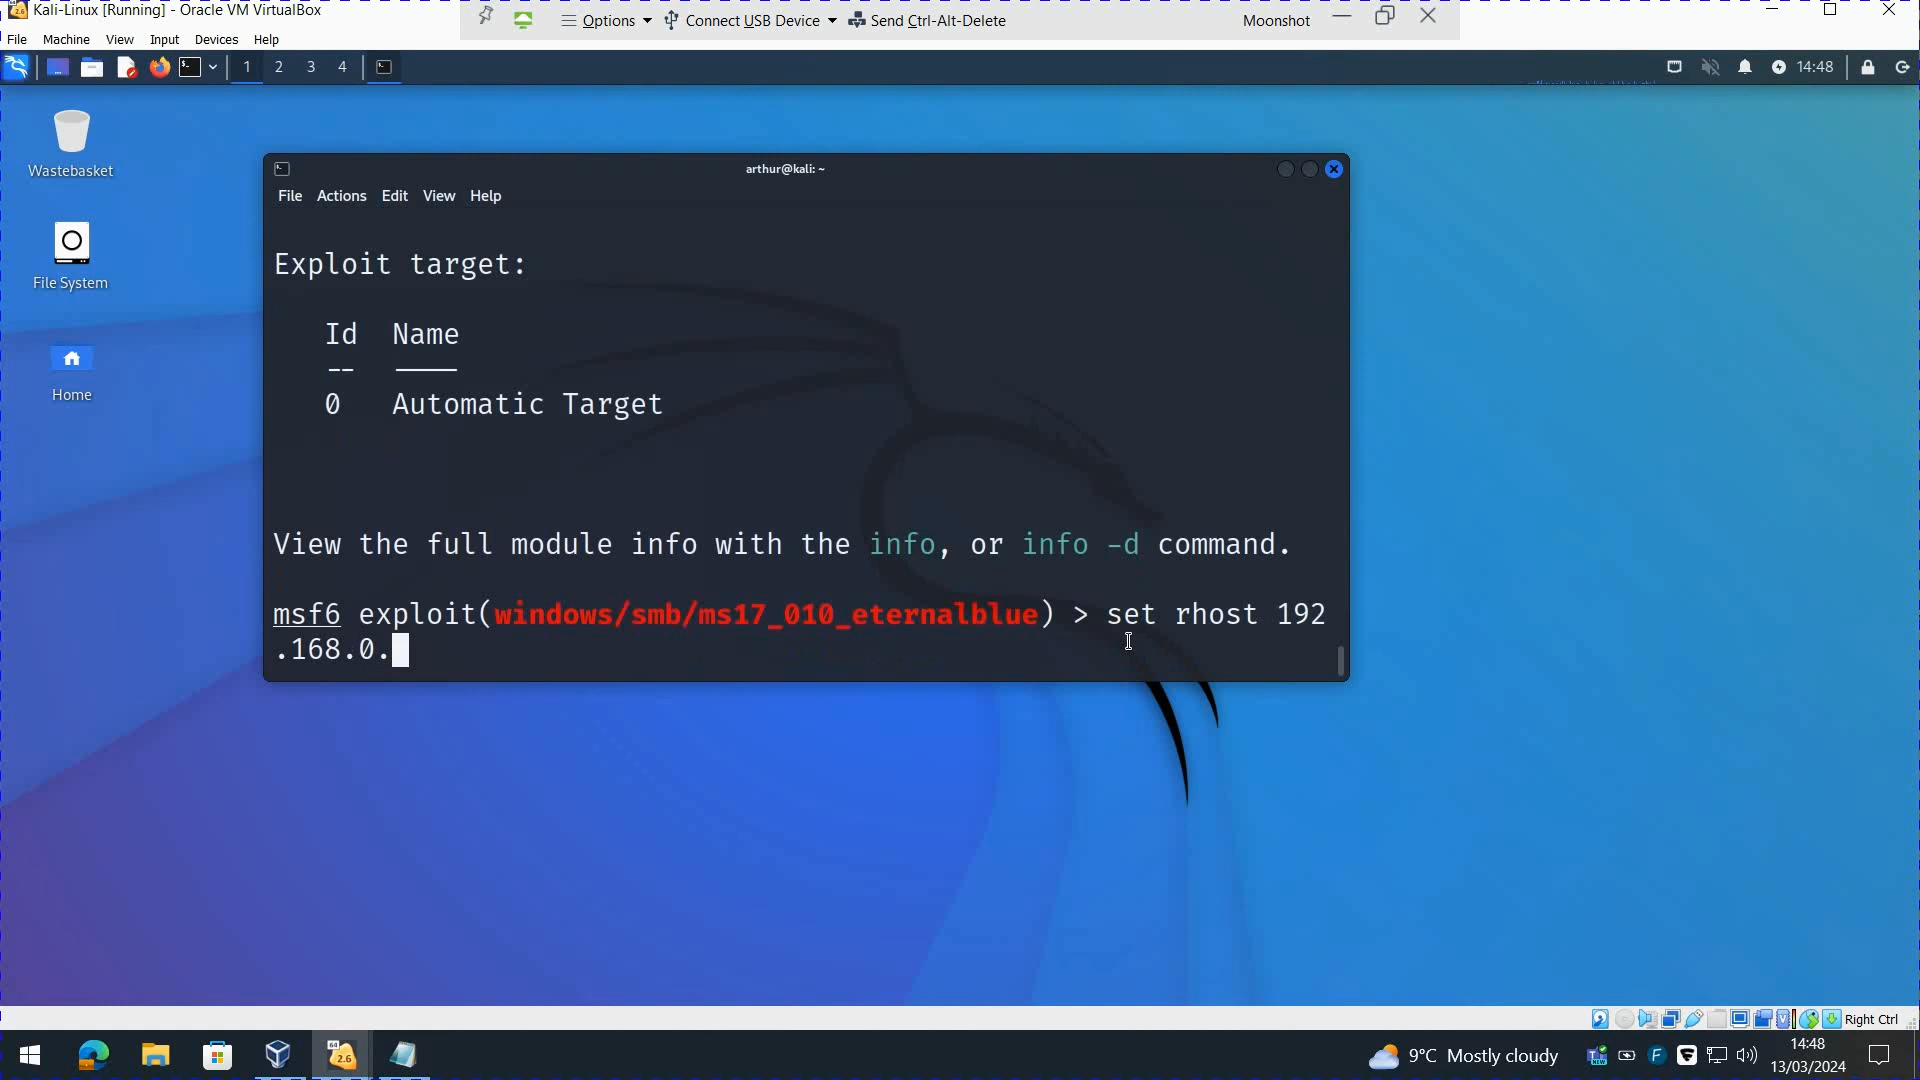 Kali-Linux [Running] - Oracle VM VirtualBox
Options
Connect USB Device
Send Ctrl-Alt-Delete
Moonshot
File Machine View Input Devices Help
1 2 3 4
14:48
Wastebasket
File System
Home
arthur@kali: ~
File Actions Edit View Help
Exploit target:
Id Name
-- ----
0 Automatic Target
View the full module info with the info, or info -d command.
msf6 exploit(windows/smb/ms17_010_eternalblue) > set rhost 192
.168.0.
Right Ctrl
64
2.6
9°C Mostly cloudy
14:48
13/03/2024